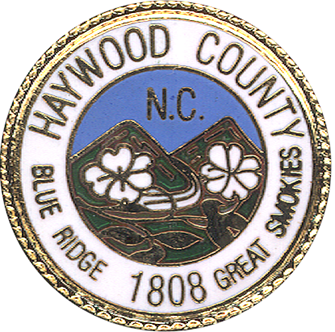 HAYWOOD COUNTY
N.C.
BLUE RIDGE
1808
GREAT SMOKIES